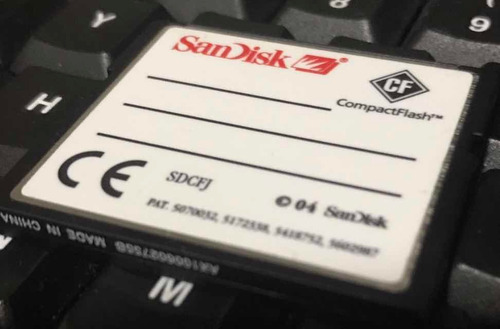 Y
8
9
SanDisk
CF
CompactFlash™
H
CE
SDCFJ
© 04 SanDisk
PAT. 5070032, 5172338, 5418752, 5602987
MADE IN CHINA
M